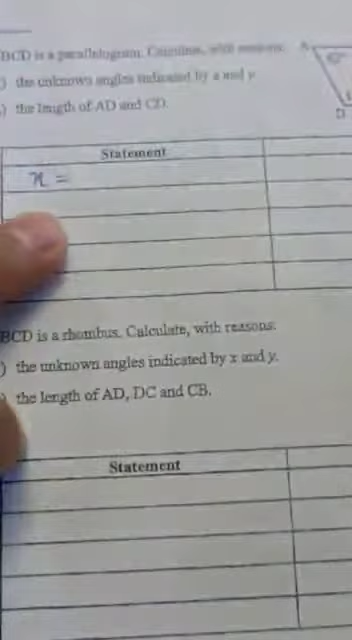 BCD is a parallelogram. Calculate, with reasons: A
) the unknown angles indicated by x and y.
) the length of AD and CD.
D
Statement
x =
BCD is a rhombus. Calculate, with reasons:
) the unknown angles indicated by x and y.
) the length of AD, DC and CB.
Statement